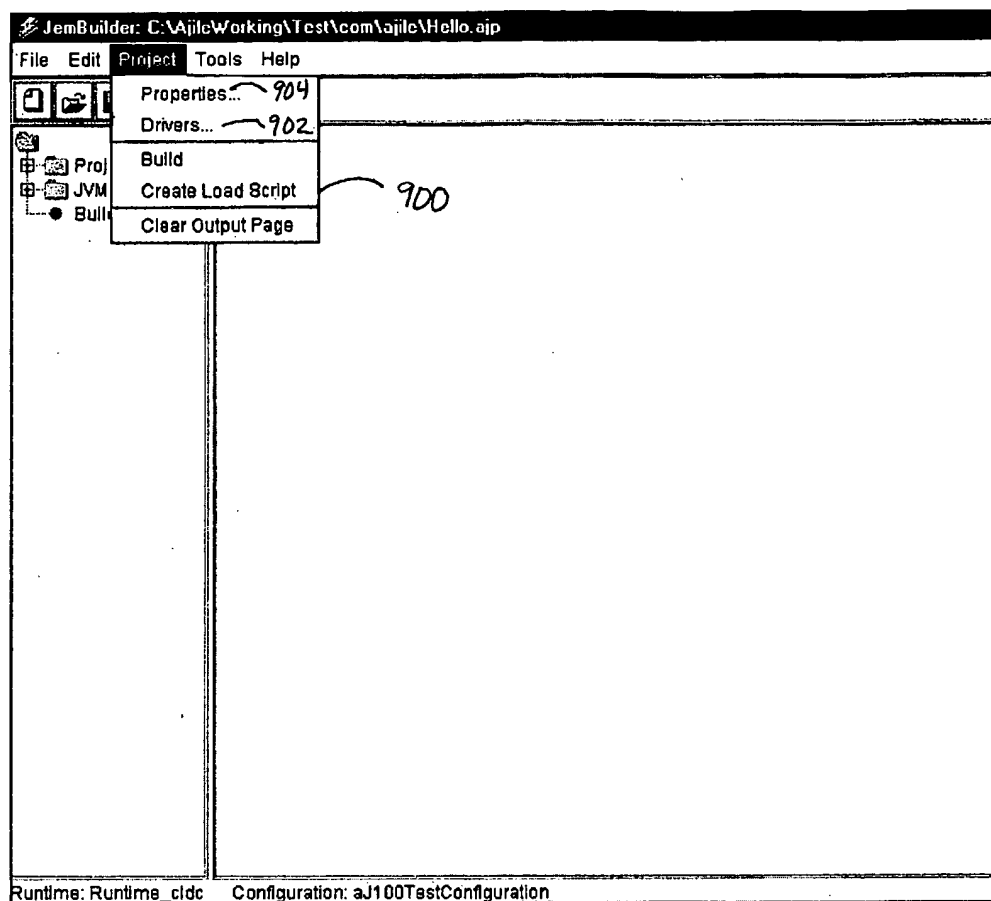 JemBuilder: C:\AjileWorking\Test\com\ajile\Hello.ajp
File Edit Project Tools Help
Properties... 904
Drivers... 902
Proj Build
JVM Create Load Script 900
Buil
Clear Output Page
Runtime: Runtime_cldc Configuration: aJ100TestConfiguration